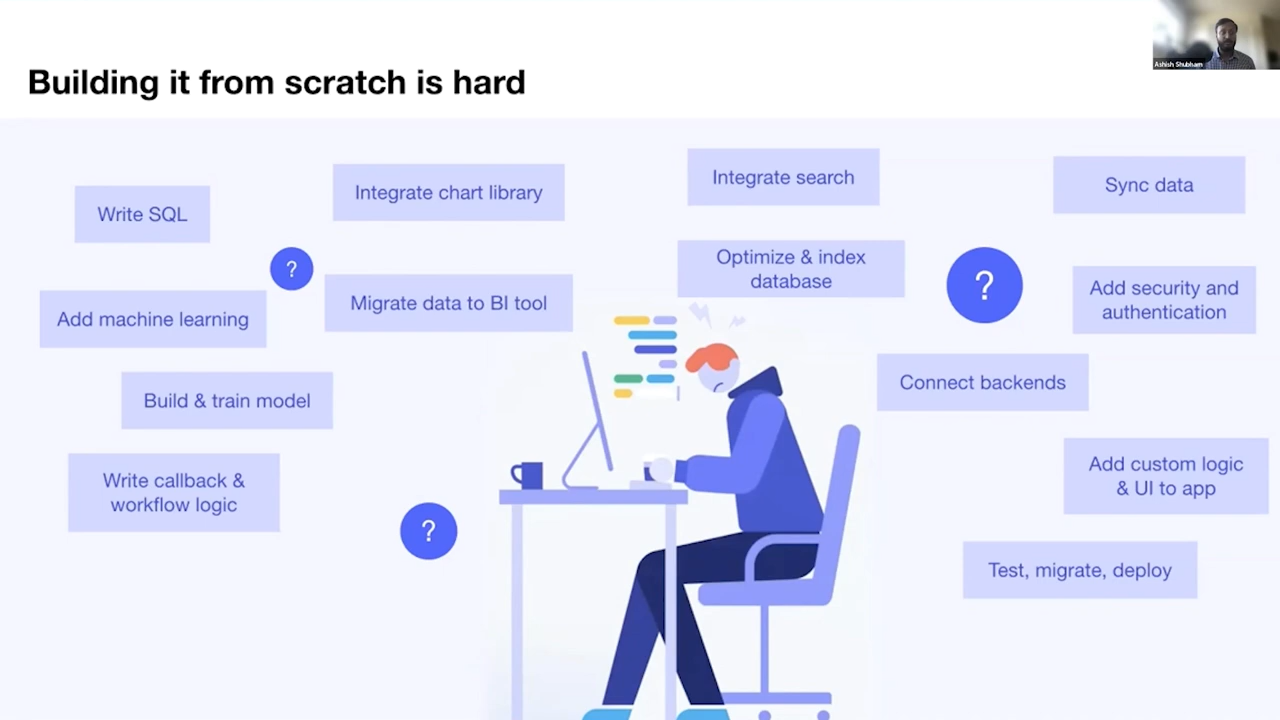 Ashish Shubham
Building it from scratch is hard
Write SQL
Integrate chart library
Integrate search
Sync data
?
Optimize & index
database
?
Add security and
authentication
Add machine learning
Migrate data to BI tool
Build & train model
Connect backends
Write callback &
workflow logic
Add custom logic
& UI to app
?
Test, migrate, deploy